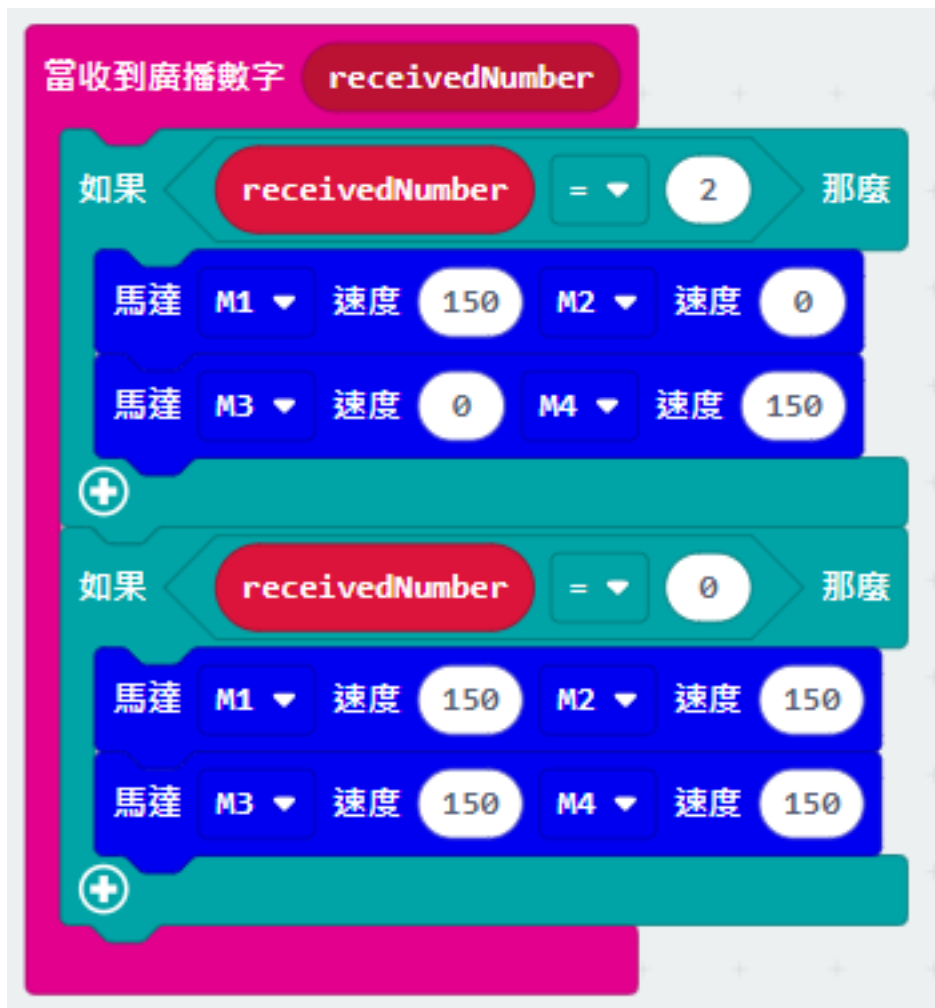 當收到廣播數字 receivedNumber
如果 receivedNumber = 2 那麼
馬達 M1 速度 150 M2 速度 0
馬達 M3 速度 0 M4 速度 150
如果 receivedNumber = 0 那麼
馬達 M1 速度 150 M2 速度 150
馬達 M3 速度 150 M4 速度 150